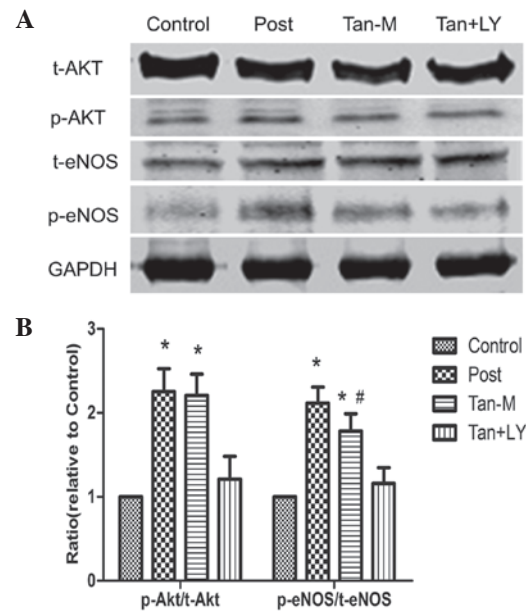 A
Control Post Tan-M Tan+LY
t-AKT
p-AKT
t-eNOS
p-eNOS
GAPDH
B
Ratio(relative to Control)
3
2
1
0
* *
* * #
p-Akt/t-Akt p-eNOS/t-eNOS
Control
Post
Tan-M
Tan+LY